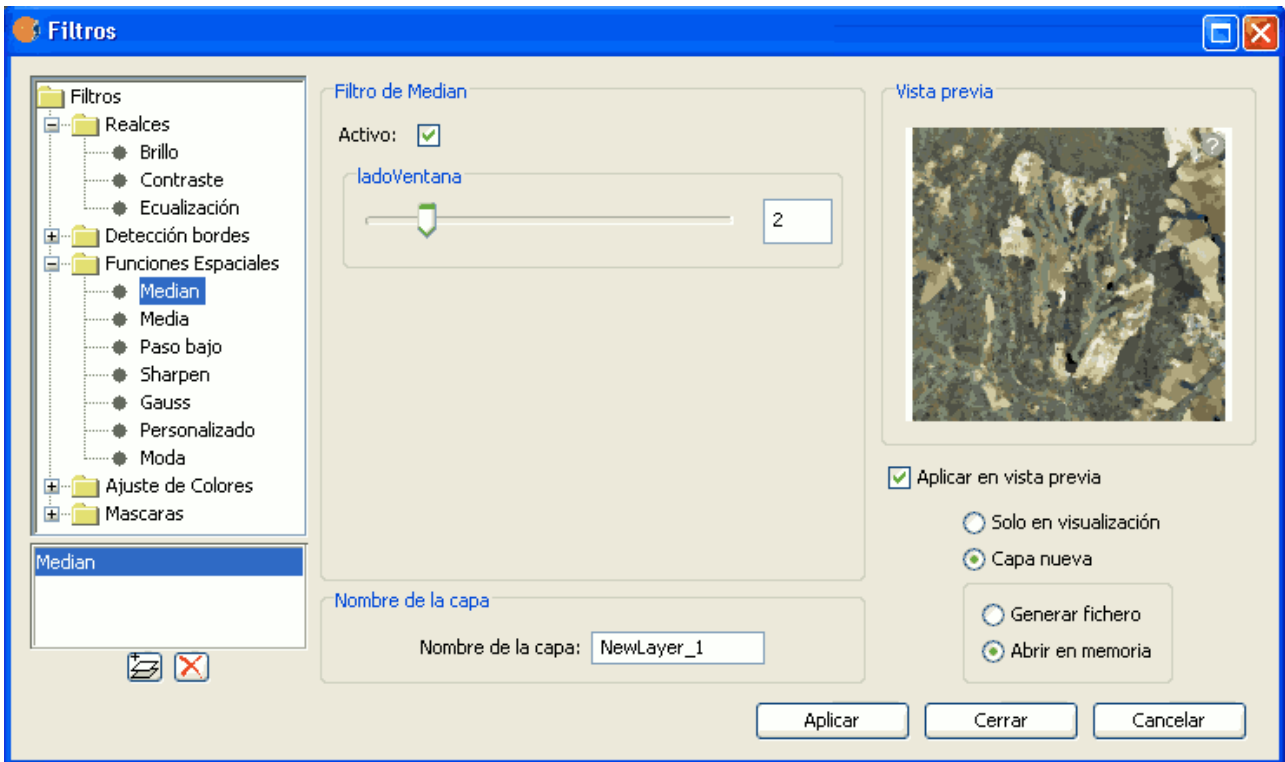 Filtros
Filtros
Realces
Brillo
Contraste
Ecualización
Detección bordes
Funciones Espaciales
Median
Media
Paso bajo
Sharpen
Gauss
Personalizado
Moda
Ajuste de Colores
Mascaras
Median
Filtro de Median
Activo:
ladoVentana
2
Nombre de la capa
Nombre de la capa: NewLayer_1
Vista previa
?
Aplicar en vista previa
Solo en visualización
Capa nueva
Generar fichero
Abrir en memoria
Aplicar
Cerrar
Cancelar